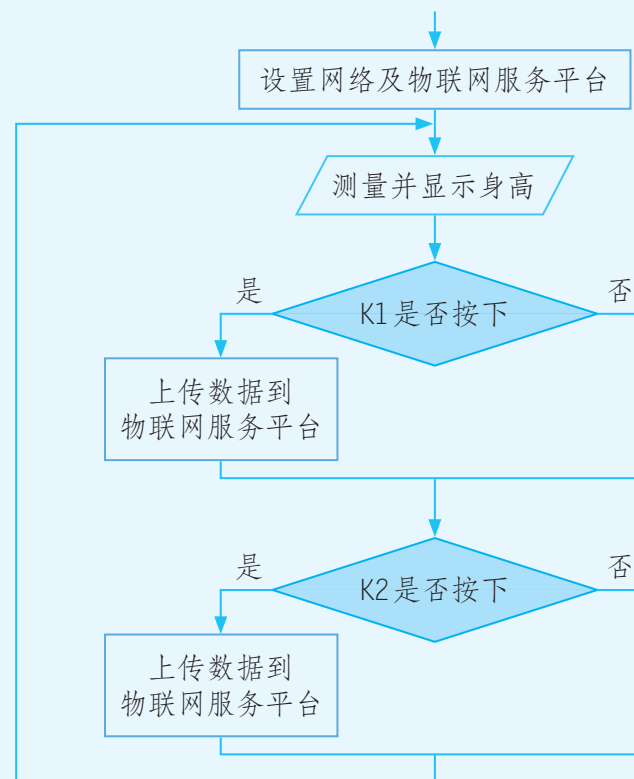 设置网络及物联网服务平台
测量并显示身高
是
否
K1是否按下
上传数据到
物联网服务平台
是
否
K2是否按下
上传数据到
物联网服务平台